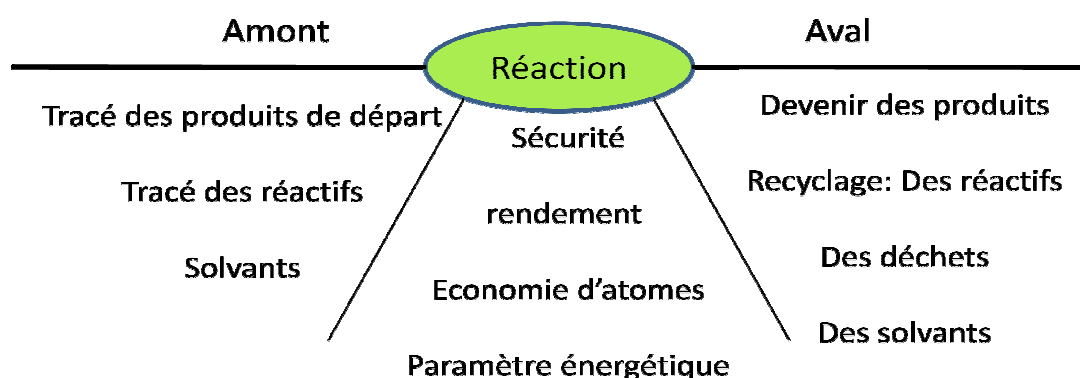 Amont
Réaction
Aval
Tracé des produits de départ
Tracé des réactifs
Solvants
Sécurité
rendement
Economie d'atomes
Paramètre énergétique
Devenir des produits
Recyclage: Des réactifs
Des déchets
Des solvants